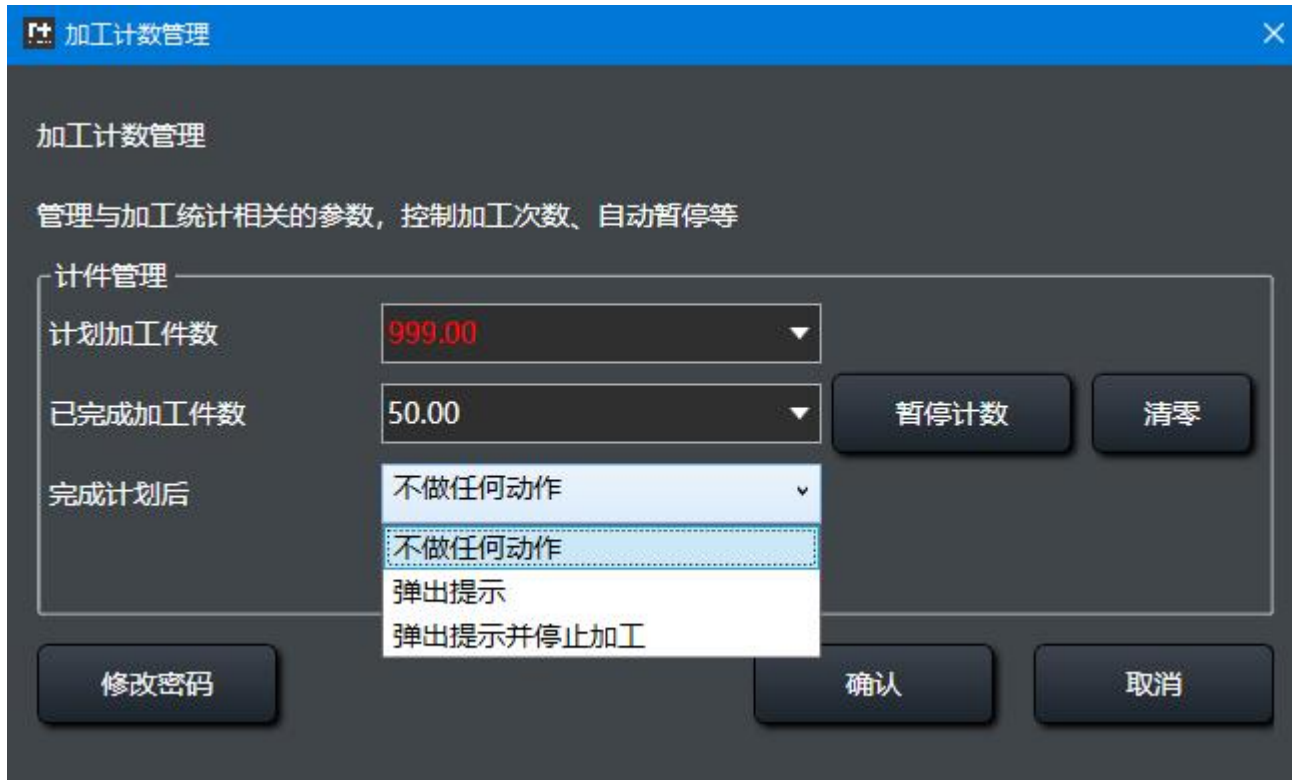 加工计数管理
加工计数管理
管理与加工统计相关的参数，控制加工次数、自动暂停等
计件管理
计划加工件数 999.00
已完成加工件数 50.00 暂停计数 清零
完成计划后 不做任何动作
不做任何动作
弹出提示
弹出提示并停止加工
修改密码 确认 取消